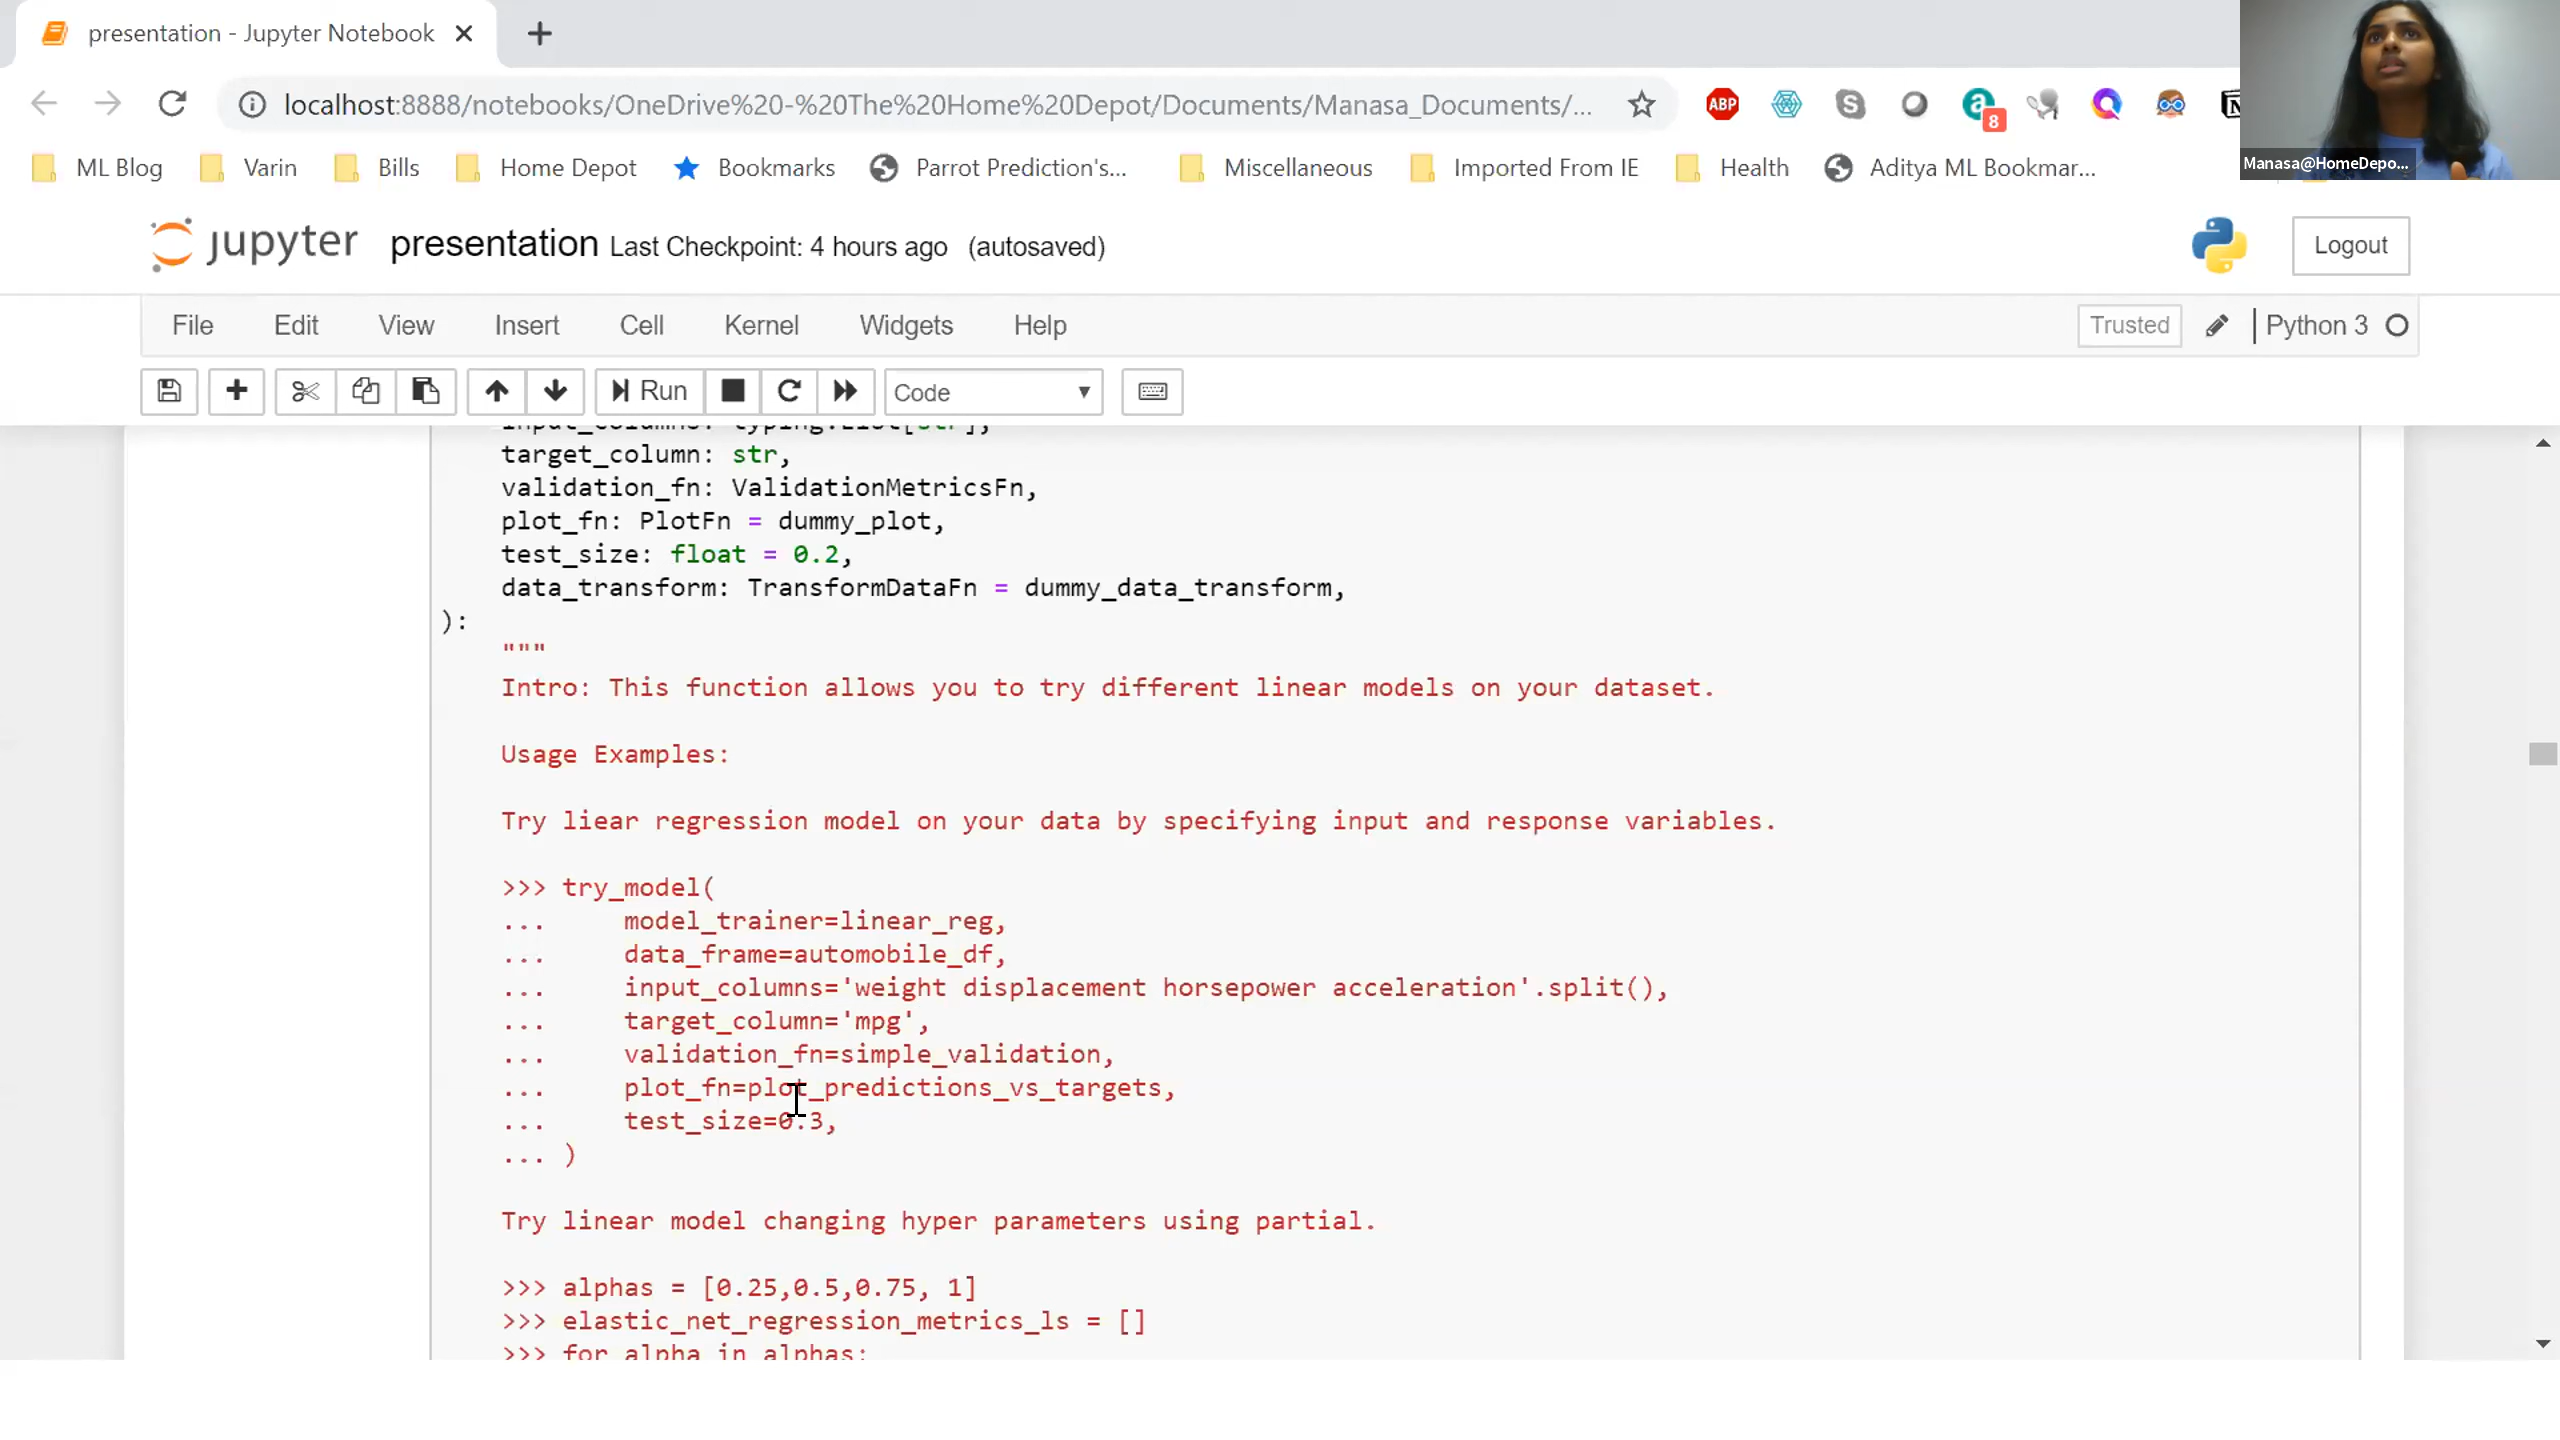 presentation - Jupyter Notebook
localhost:8888/notebooks/OneDrive%20-%20The%20Home%20Depot/Documents/Manasa_Documents/...
ABP
8
ML Blog
Varin
Bills
Home Depot
Bookmarks
Parrot Prediction's...
Miscellaneous
Imported From IE
Health
Aditya ML Bookmar...
Manasa@HomeDepo...
jupyter presentation Last Checkpoint: 4 hours ago (autosaved)
Logout
File Edit View Insert Cell Kernel Widgets Help
Trusted
Python 3
Run
Code
input_columns: typing.List[str],
target_column: str,
validation_fn: ValidationMetricsFn,
plot_fn: PlotFn = dummy_plot,
test_size: float = 0.2,
data_transform: TransformDataFn = dummy_data_transform,
):
"""
Intro: This function allows you to try different linear models on your dataset.
Usage Examples:
Try liear regression model on your data by specifying input and response variables.
>>> try_model(
... model_trainer=linear_reg,
... data_frame=automobile_df,
... input_columns='weight displacement horsepower acceleration'.split(),
... target_column='mpg',
... validation_fn=simple_validation,
... plot_fn=plot_predictions_vs_targets,
... test_size=0.3,
... )
Try linear model changing hyper parameters using partial.
>>> alphas = [0.25,0.5,0.75, 1]
>>> elastic_net_regression_metrics_ls = []
>>> for alpha in alphas: